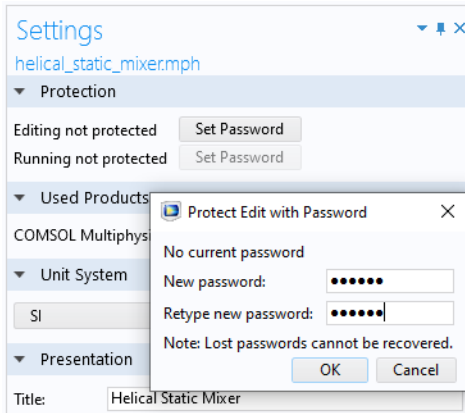 Settings
helical_static_mixer.mph
Protection
Editing not protected Set Password
Running not protected Set Password
Used Products
COMSOL Multiphysi
Unit System
SI
Presentation
Title: Helical Static Mixer
Protect Edit with Password
No current password
New password: ••••••
Retype new password: ••••••
Note: Lost passwords cannot be recovered.
OK Cancel